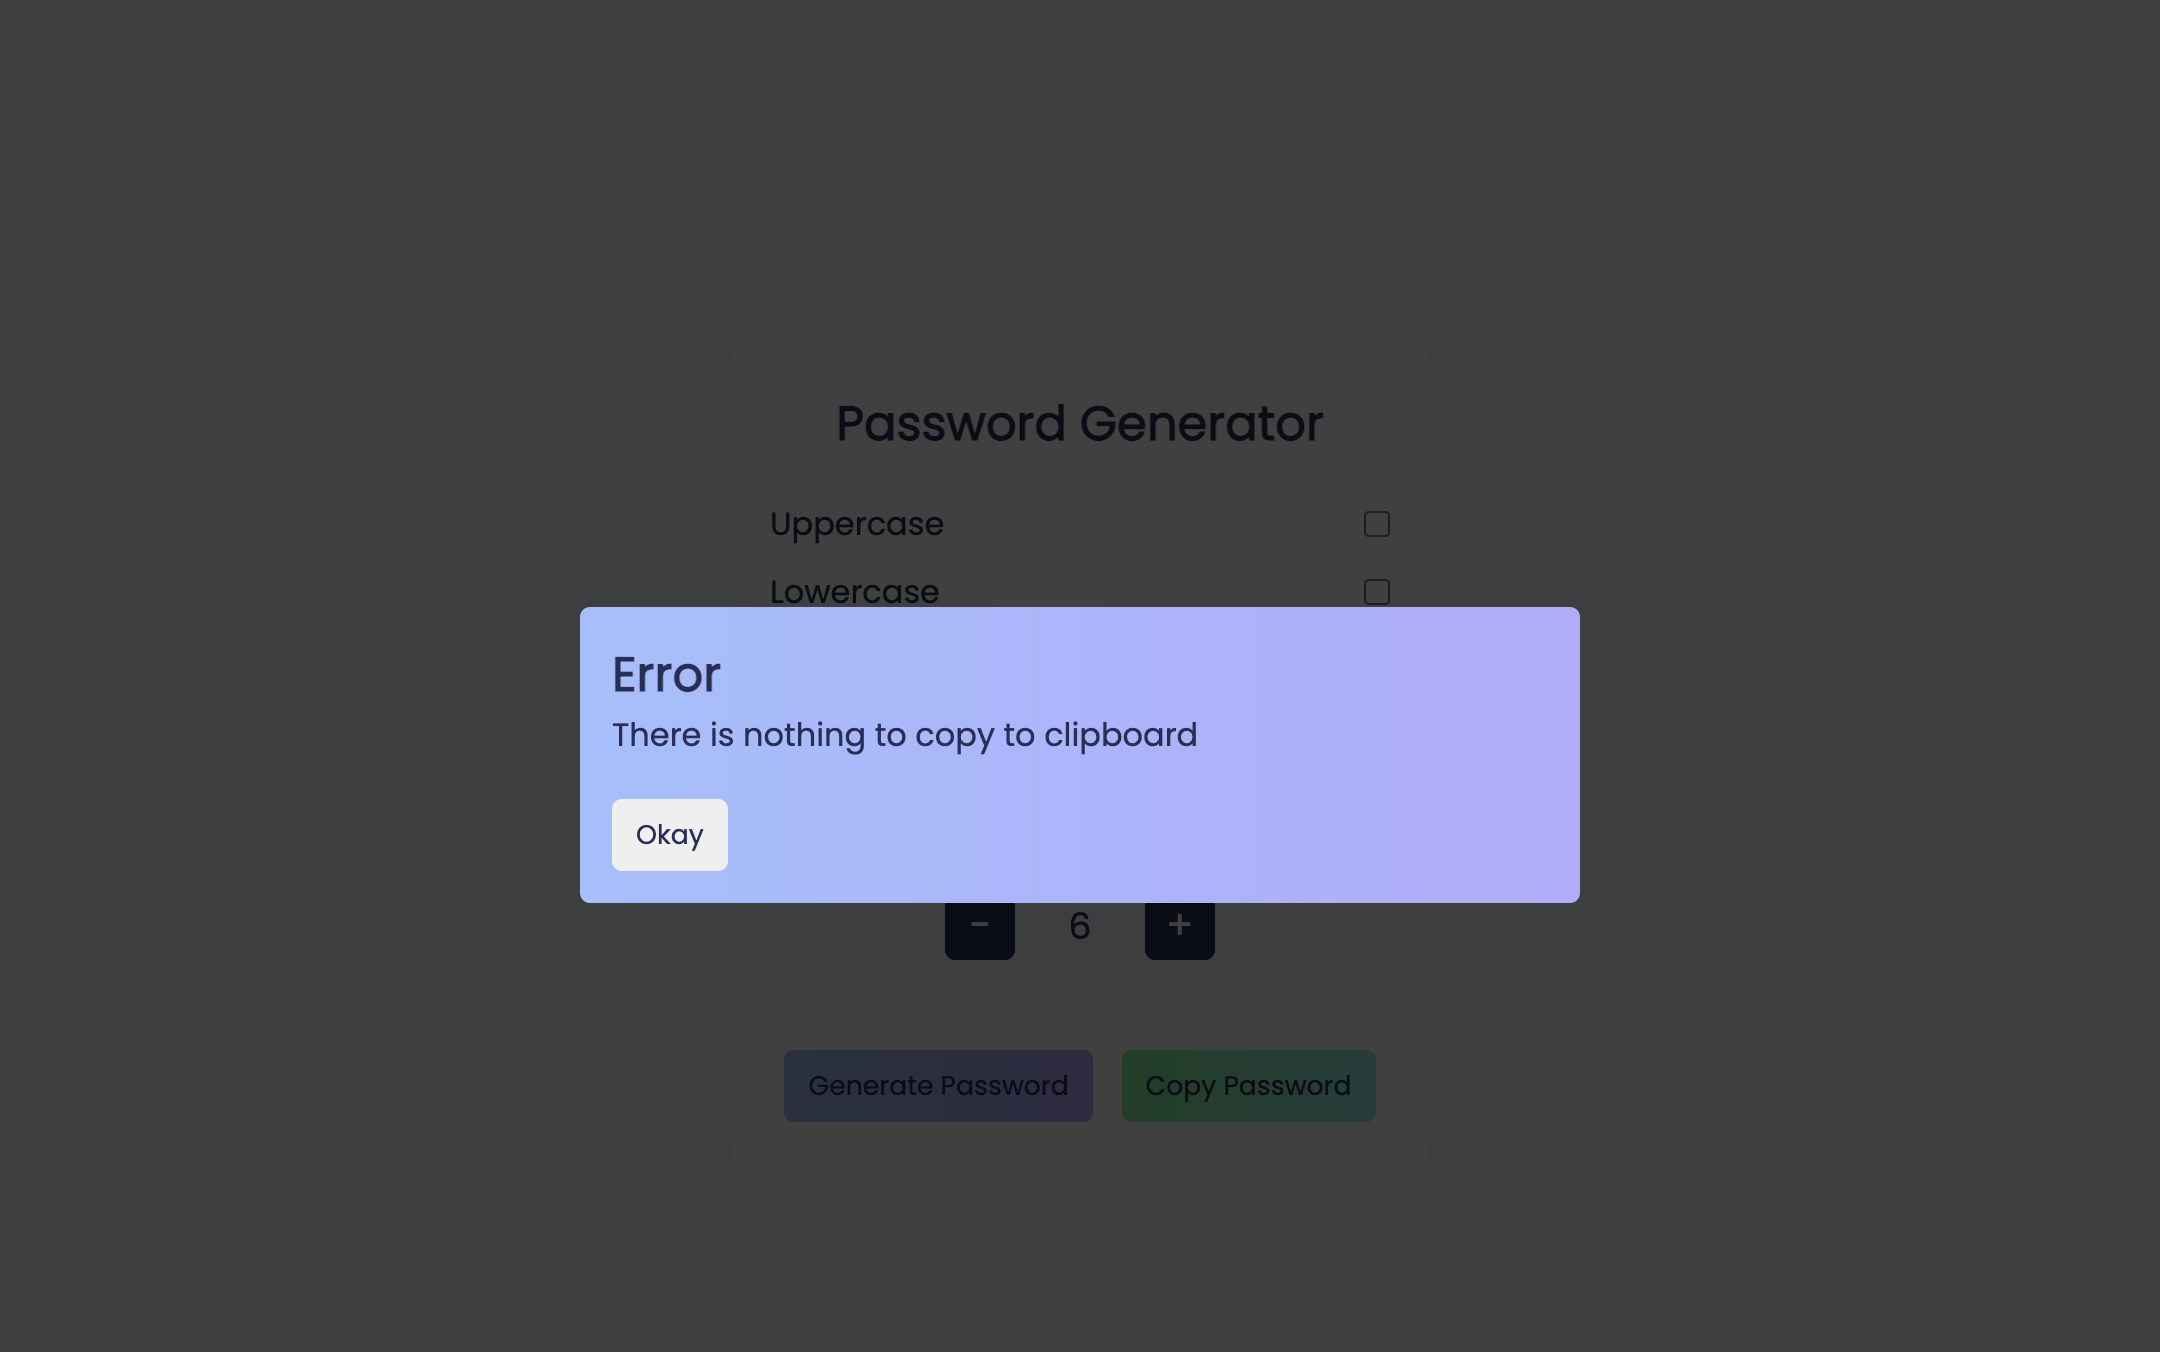 Password Generator
Uppercase
Lowercase
Error
There is nothing to copy to clipboard
Okay
- 6 +
Generate Password Copy Password